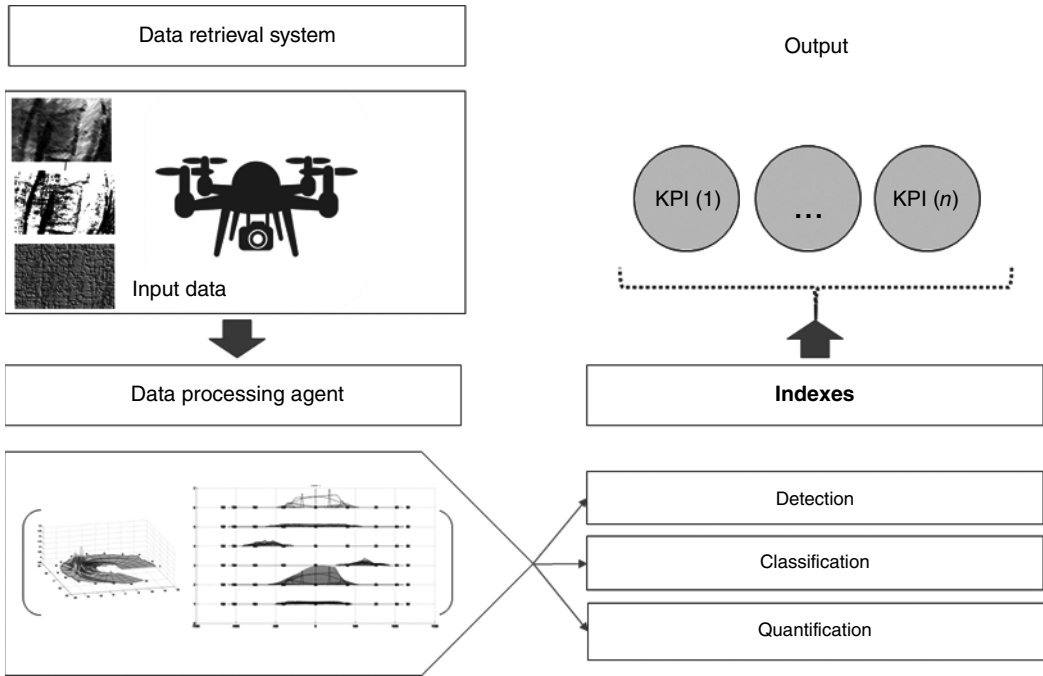 Data retrieval system
Input data
Data processing agent
Output
KPI (1)
...
KPI (n)
Indexes
Detection
Classification
Quantification